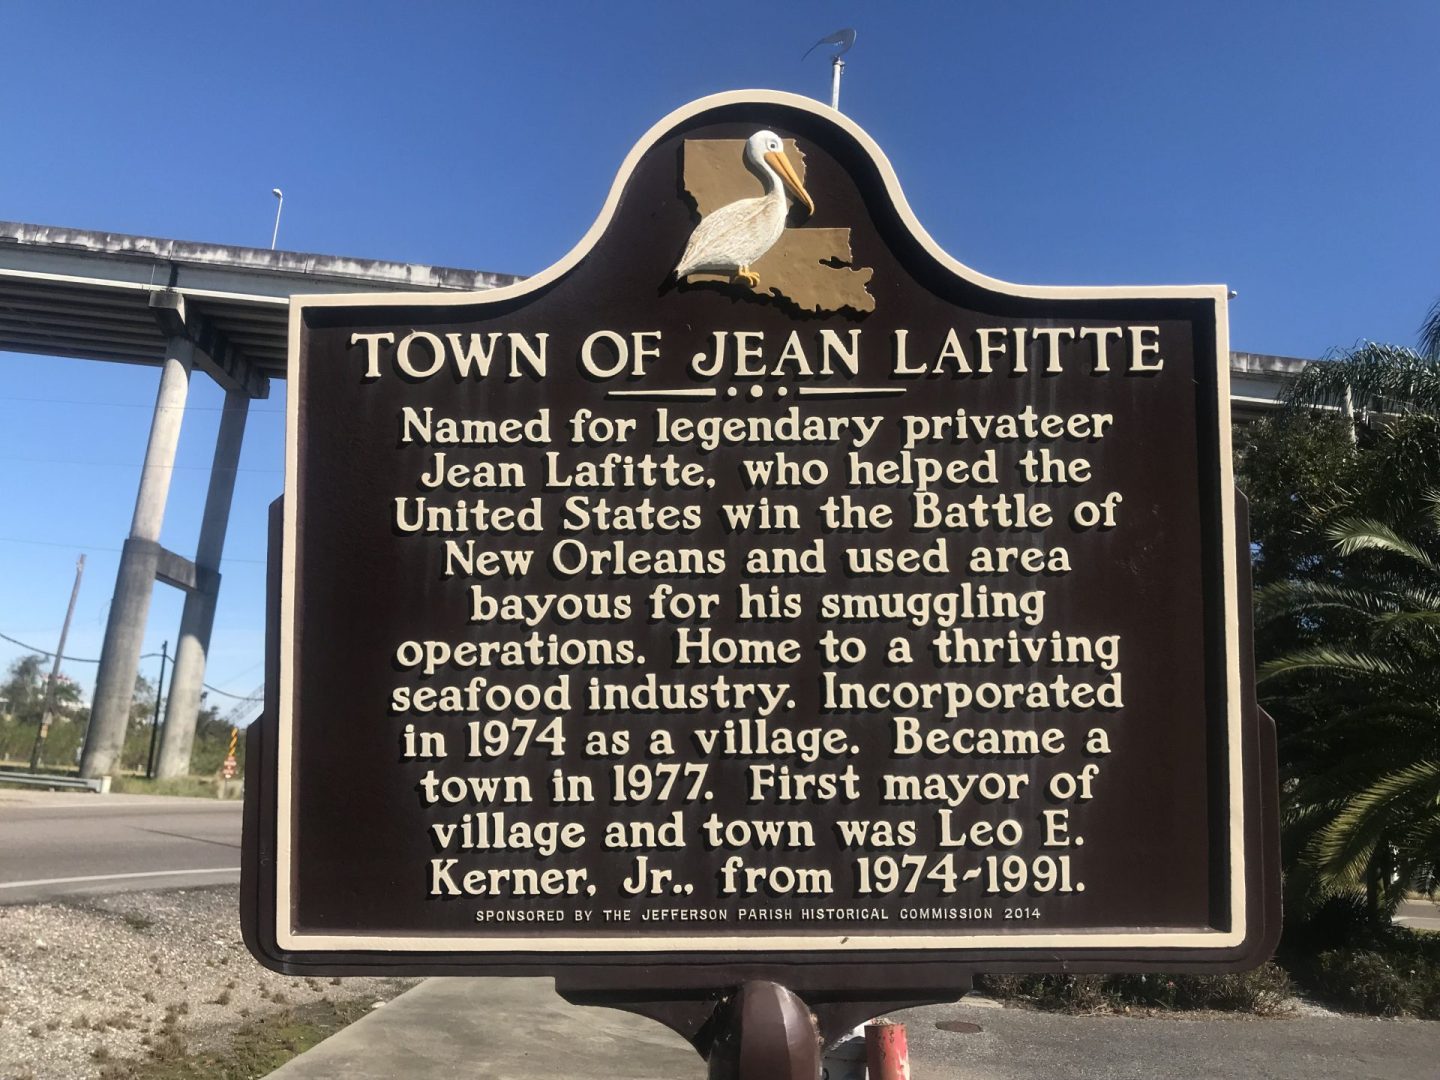 TOWN OF JEAN LAFITTE
Named for legendary privateer
Jean Lafitte, who helped the
United States win the Battle of
New Orleans and used area
bayous for his smuggling
operations. Home to a thriving
seafood industry. Incorporated
in 1974 as a village. Became a
town in 1977. First mayor of
village and town was Leo E.
Kerner, Jr., from 1974-1991.
SPONSORED BY THE JEFFERSON PARISH HISTORICAL COMMISSION 2014